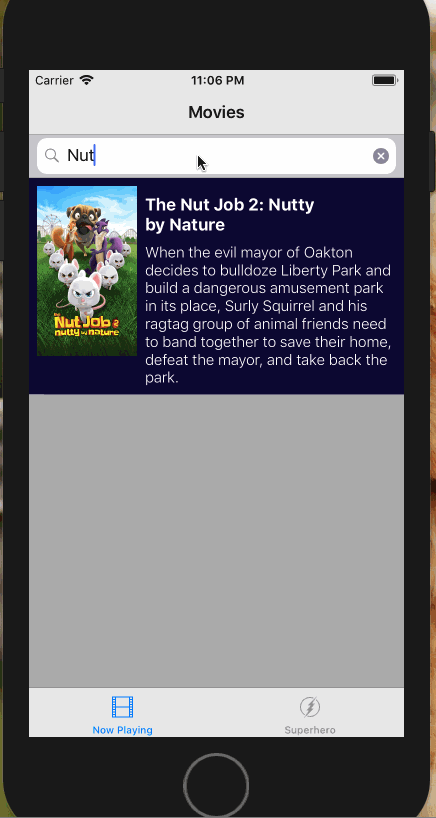 Carrier 11:06 PM
Movies
Nut
The Nut Job 2: Nutty
by Nature
When the evil mayor of Oakton
decides to bulldoze Liberty Park and
build a dangerous amusement park
in its place, Surly Squirrel and his
ragtag group of animal friends need
to band together to save their home,
defeat the mayor, and take back the
park.
The
Nut Job 2
nutty by nature
Now Playing
Superhero